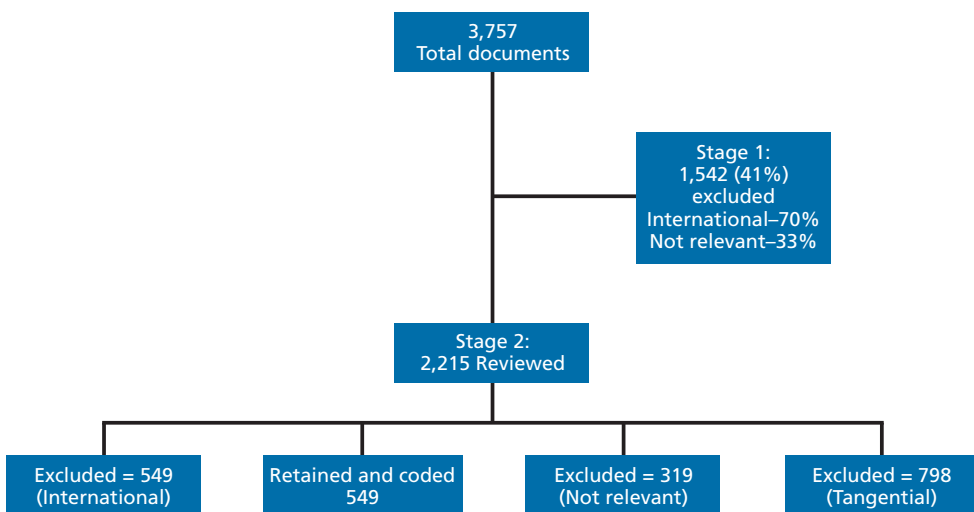 3,757
Total documents
Stage 1:
1,542 (41%)
excluded
International–70%
Not relevant–33%
Stage 2:
2,215 Reviewed
Excluded = 549
(International)
Retained and coded
549
Excluded = 319
(Not relevant)
Excluded = 798
(Tangential)